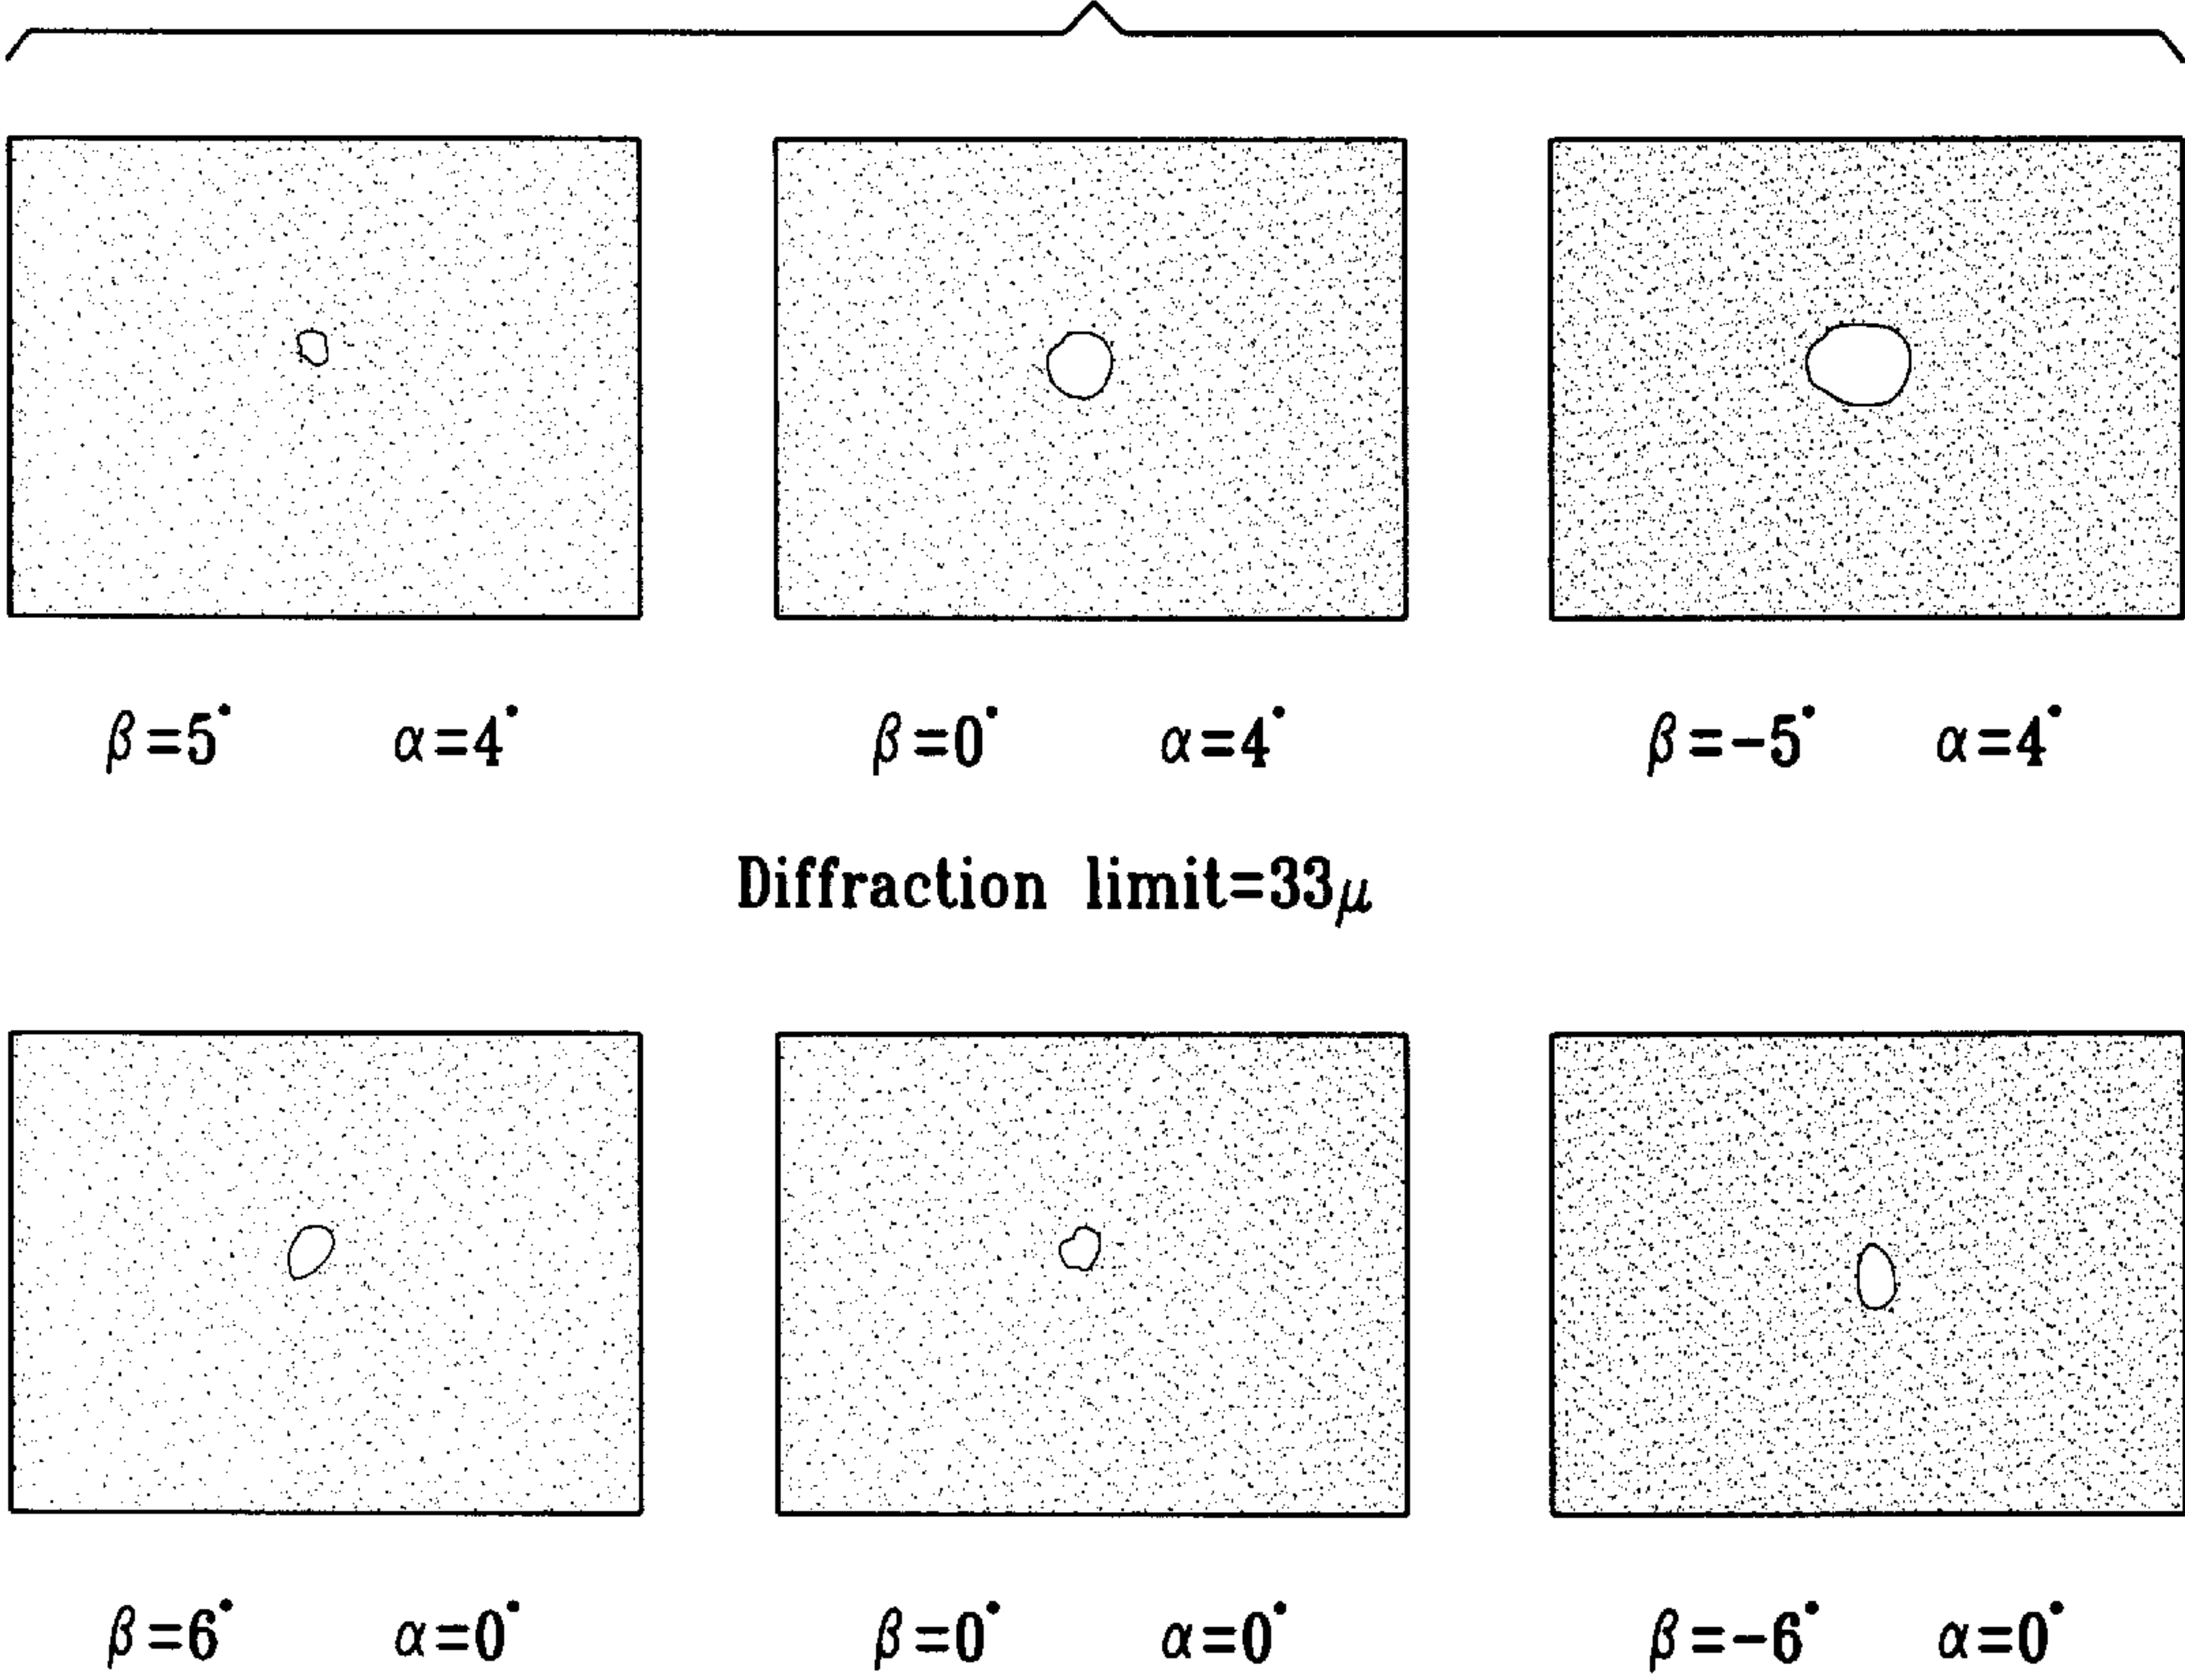 β=5° α=4° β=0° α=4° β=-5° α=4°
Diffraction limit=33μ
β=6° α=0° β=0° α=0° β=-6° α=0°